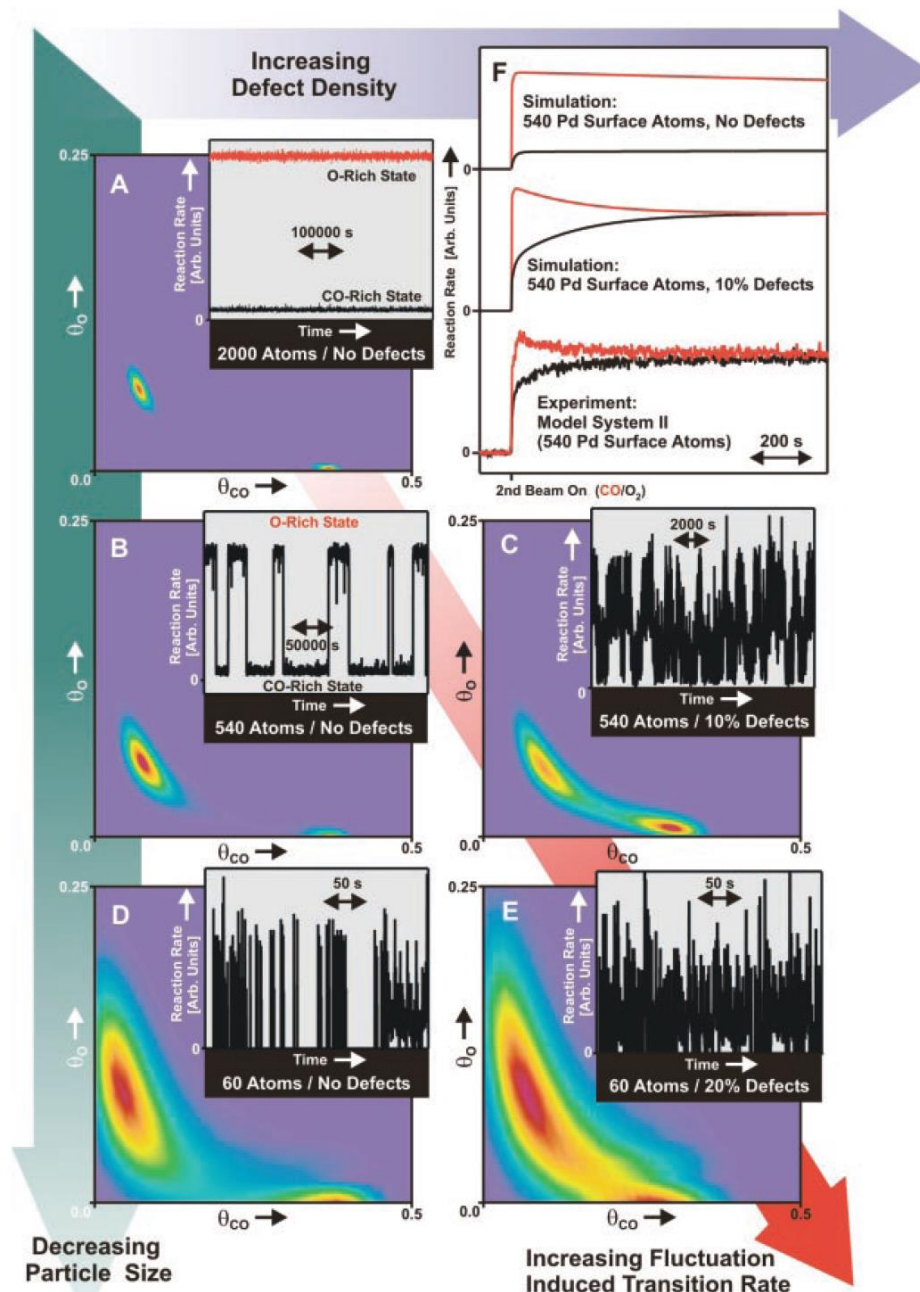 Increasing
Defect Density
F
Simulation:
540 Pd Surface Atoms, No Defects
0
Simulation:
540 Pd Surface Atoms, 10% Defects
0
Experiment:
Model System II
(540 Pd Surface Atoms)
200 s
0
Reaction Rate [Arb. Units]
2nd Beam On (CO/O₂)
A
0.25
θO
0.0
θCO
0.5
Reaction Rate
[Arb. Units]
O-Rich State
100000 s
CO-Rich State
0
Time
2000 Atoms / No Defects
B
0.25
θO
0.0
θCO
0.5
Reaction Rate
[Arb. Units]
O-Rich State
50000 s
0
CO-Rich State
Time
540 Atoms / No Defects
C
0.25
θO
0.0
θCO
0.5
Reaction Rate
[Arb. Units]
2000 s
0
Time
540 Atoms / 10% Defects
D
0.25
θO
0.0
θCO
0.5
Reaction Rate
[Arb. Units]
50 s
0
Time
60 Atoms / No Defects
E
0.25
θO
0.0
θCO
0.5
Reaction Rate
[Arb. Units]
50 s
0
Time
60 Atoms / 20% Defects
Decreasing
Particle Size
Increasing Fluctuation
Induced Transition Rate